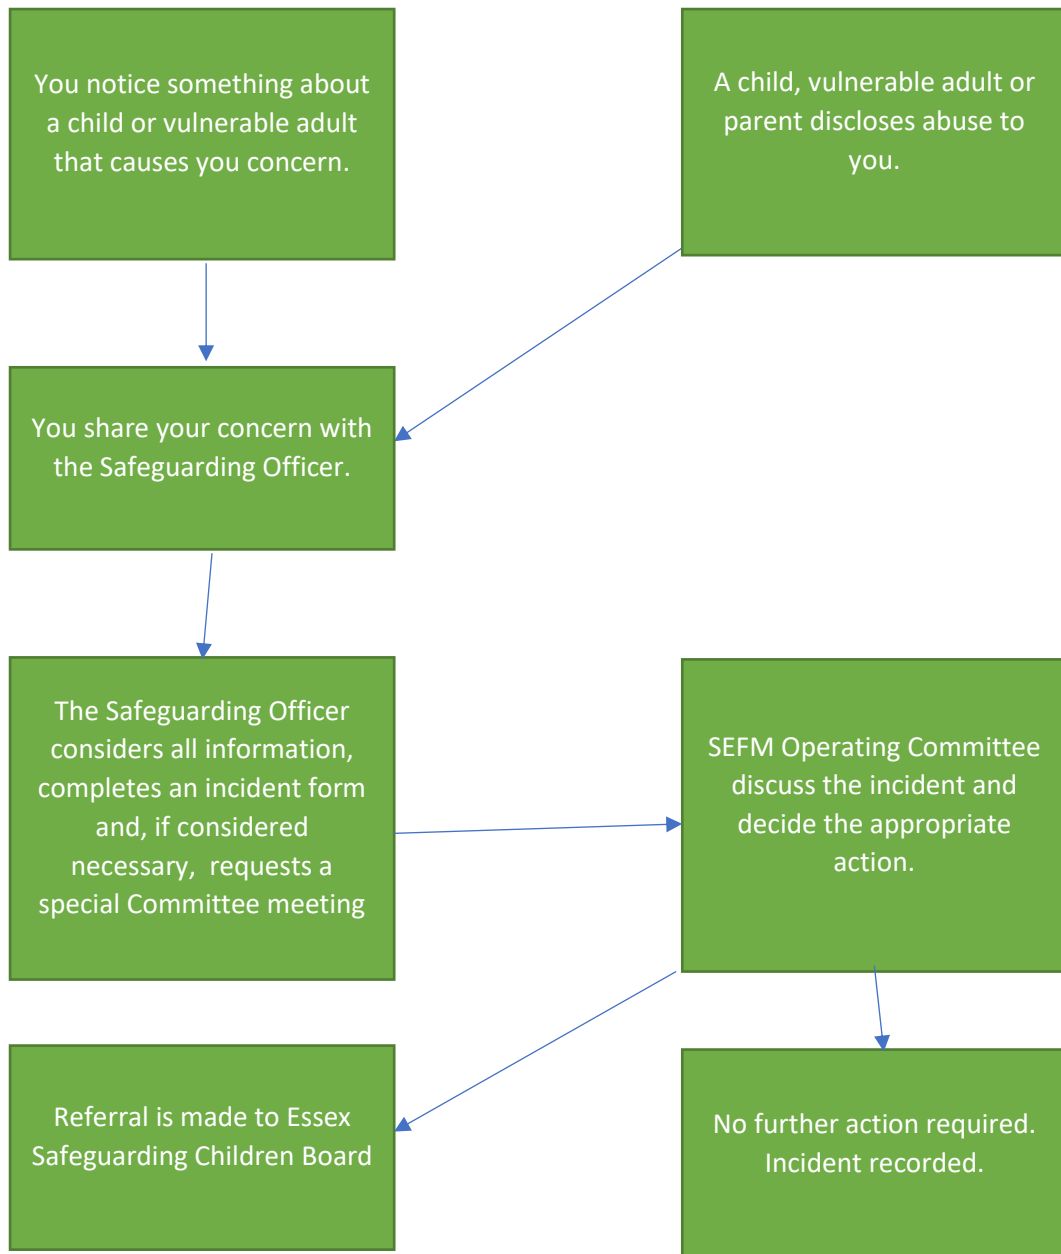 You notice something about
a child or vulnerable adult
that causes you concern.
A child, vulnerable adult or
parent discloses abuse to
you.
You share your concern with
the Safeguarding Officer.
The Safeguarding Officer
considers all information,
completes an incident form
and, if considered
necessary,  requests a
special Committee meeting
SEFM Operating Committee
discuss the incident and
decide the appropriate
action.
Referral is made to Essex
Safeguarding Children Board
No further action required.
Incident recorded.